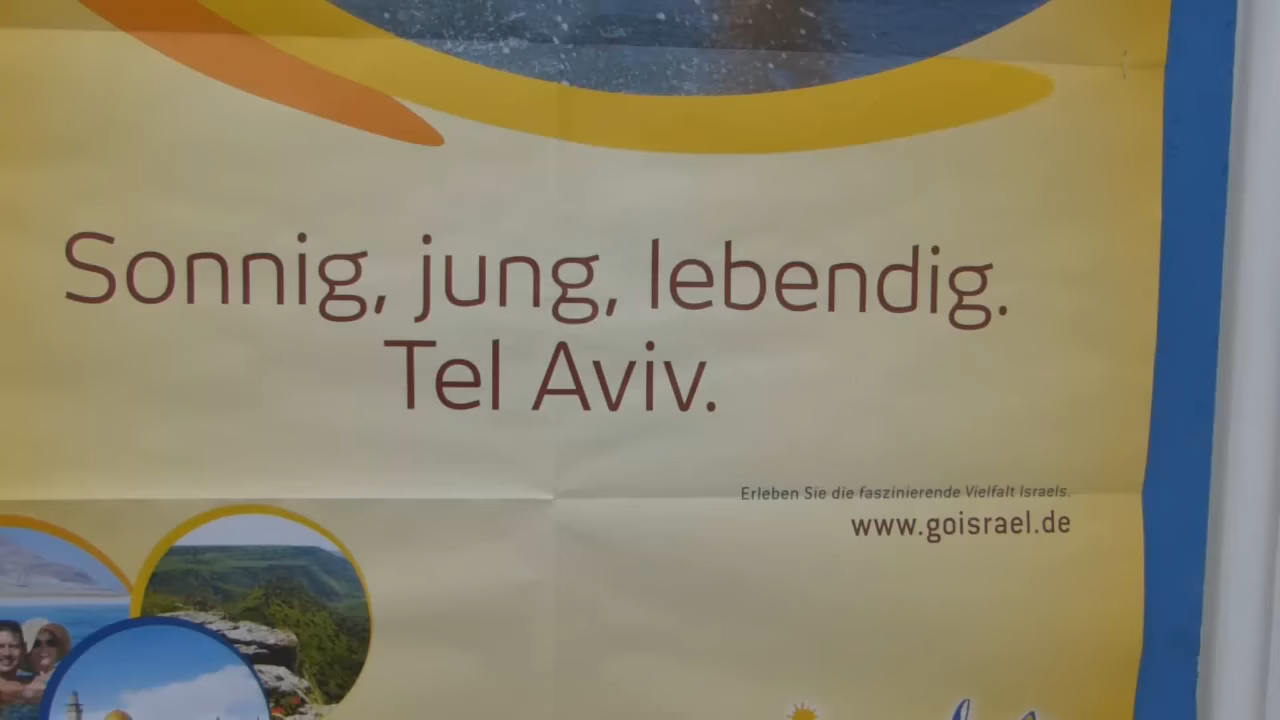 Sonnig, jung, lebendig.
Tel Aviv.
Erleben Sie die faszinierende Vielfalt Israels.
www.goisrael.de